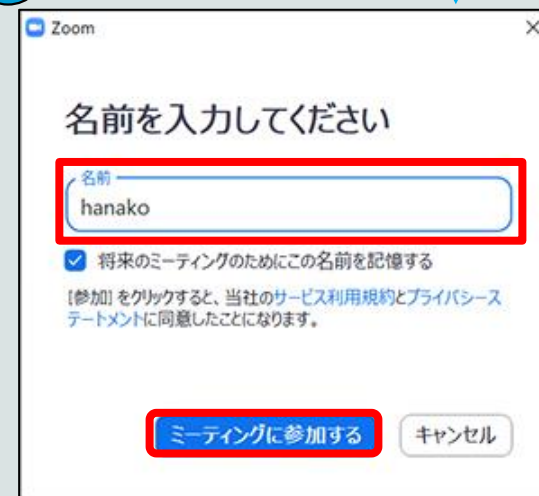 Zoom
名前を入力してください
名前
hanako
将来のミーティングのためにこの名前を記憶する
[参加] をクリックすると、当社のサービス利用規約とプライバシース
テートメントに同意したことになります。
ミーティングに参加する キャンセル